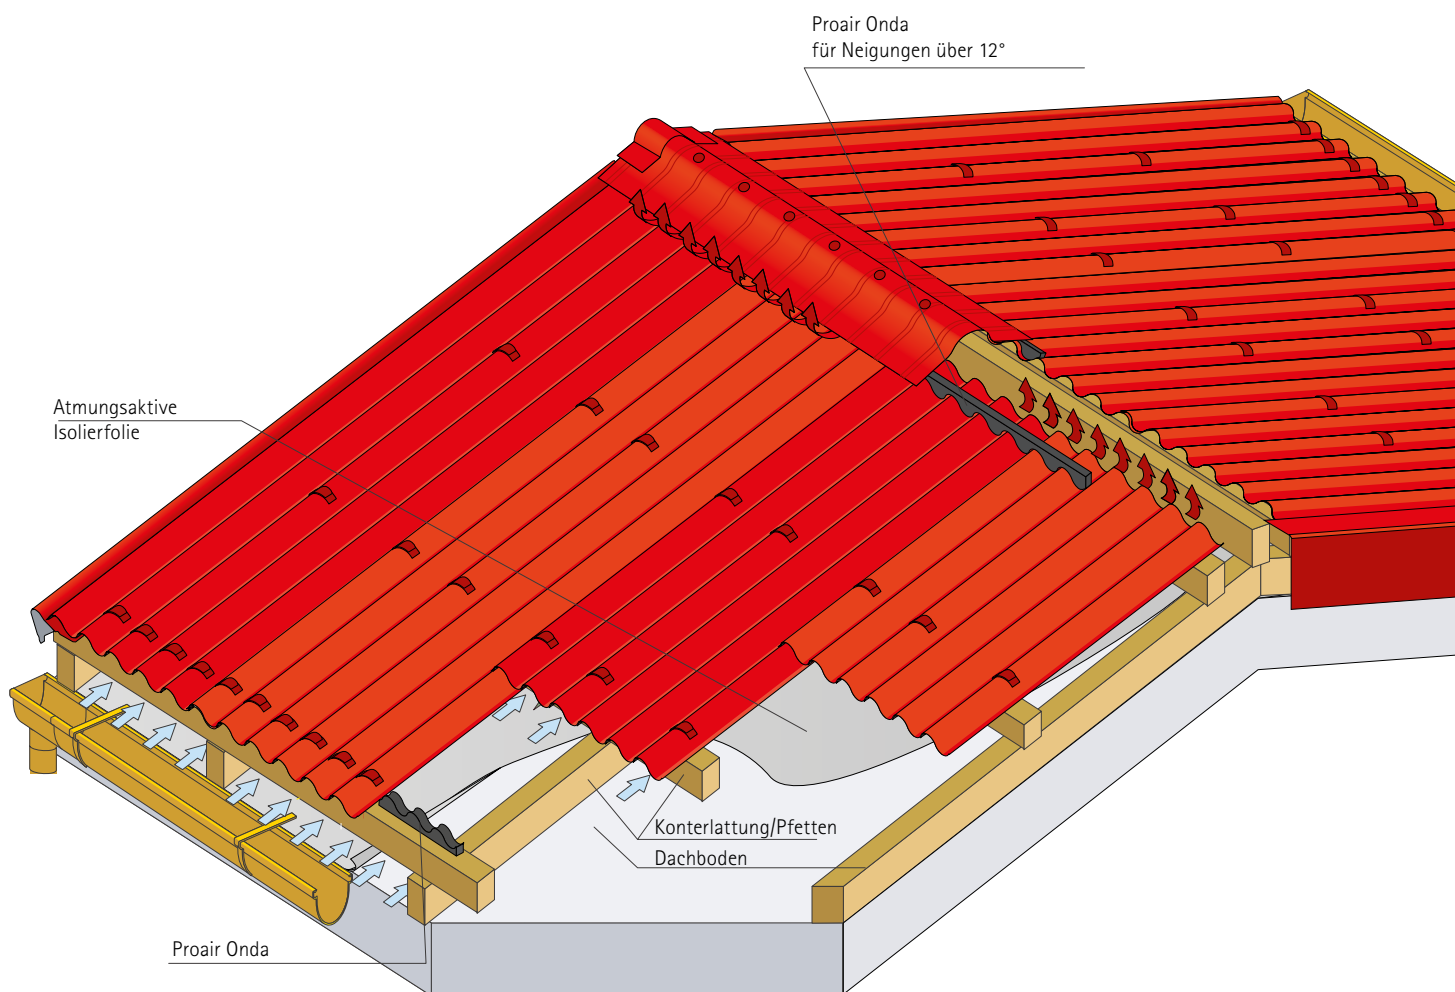 Proair Onda
für Neigungen über 12°
Atmungsaktive
Isolierfolie
Konterlattung/Pfetten
Dachboden
Proair Onda